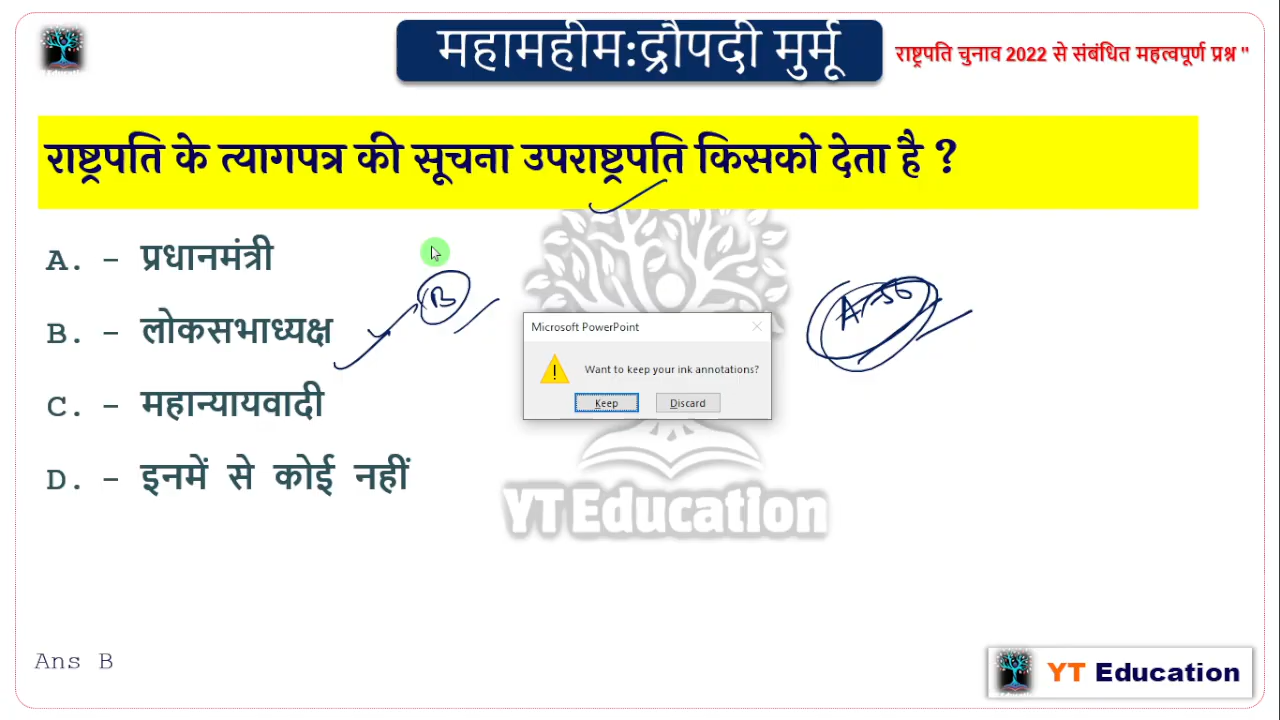 महामहीम:द्रौपदी मुर्मू
राष्ट्रपति चुनाव 2022 से संबंधित महत्वपूर्ण प्रश्न "
Education
राष्ट्रपति के त्यागपत्र की सूचना उपराष्ट्रपति किसको देता है ?
A. - प्रधानमंत्री
B. - लोकसभाध्यक्ष
B
C. - महान्यायवादी
D. - इनमें से कोई नहीं
Microsoft PowerPoint
Want to keep your ink annotations?
Keep Discard
YT Education
Ans B
YT Education